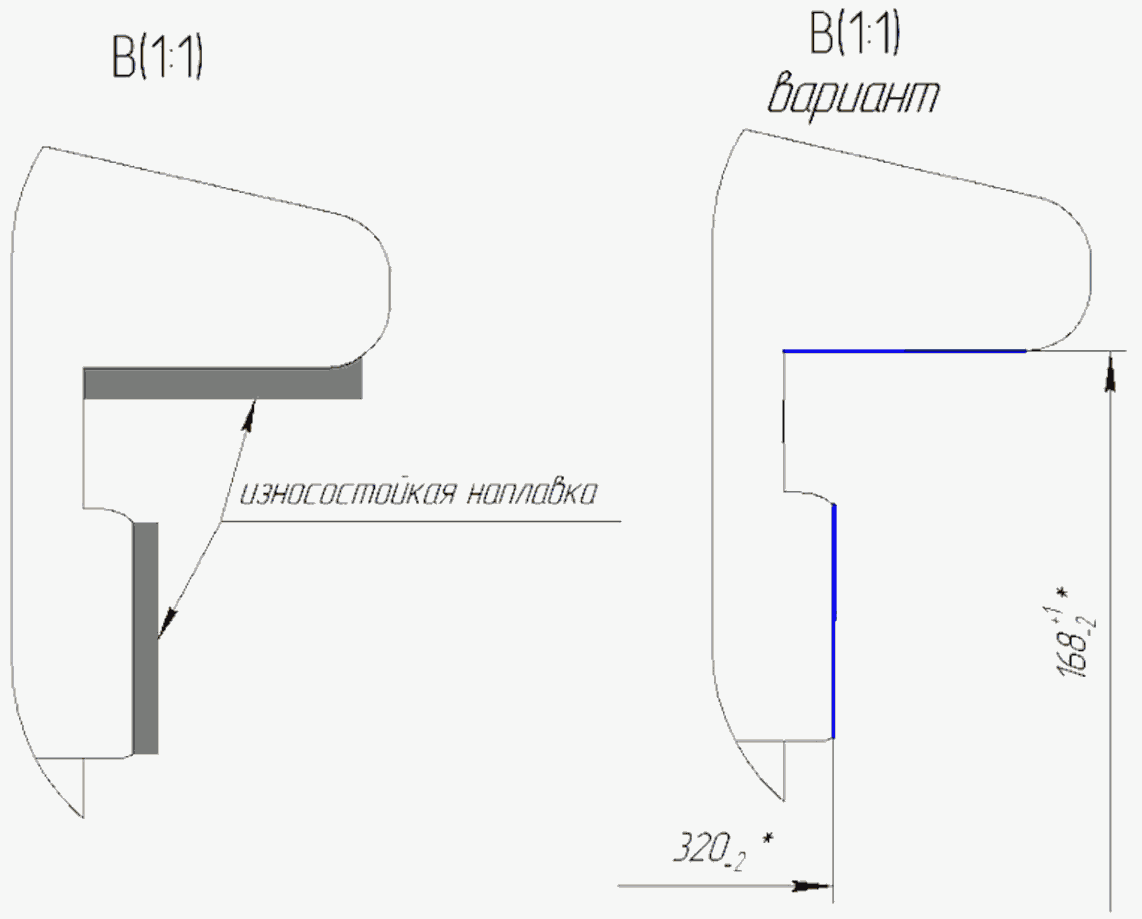 В(1:1)
В(1:1)
вариант
износостойкая наплавка
168 +1 -2 *
320 -2 *